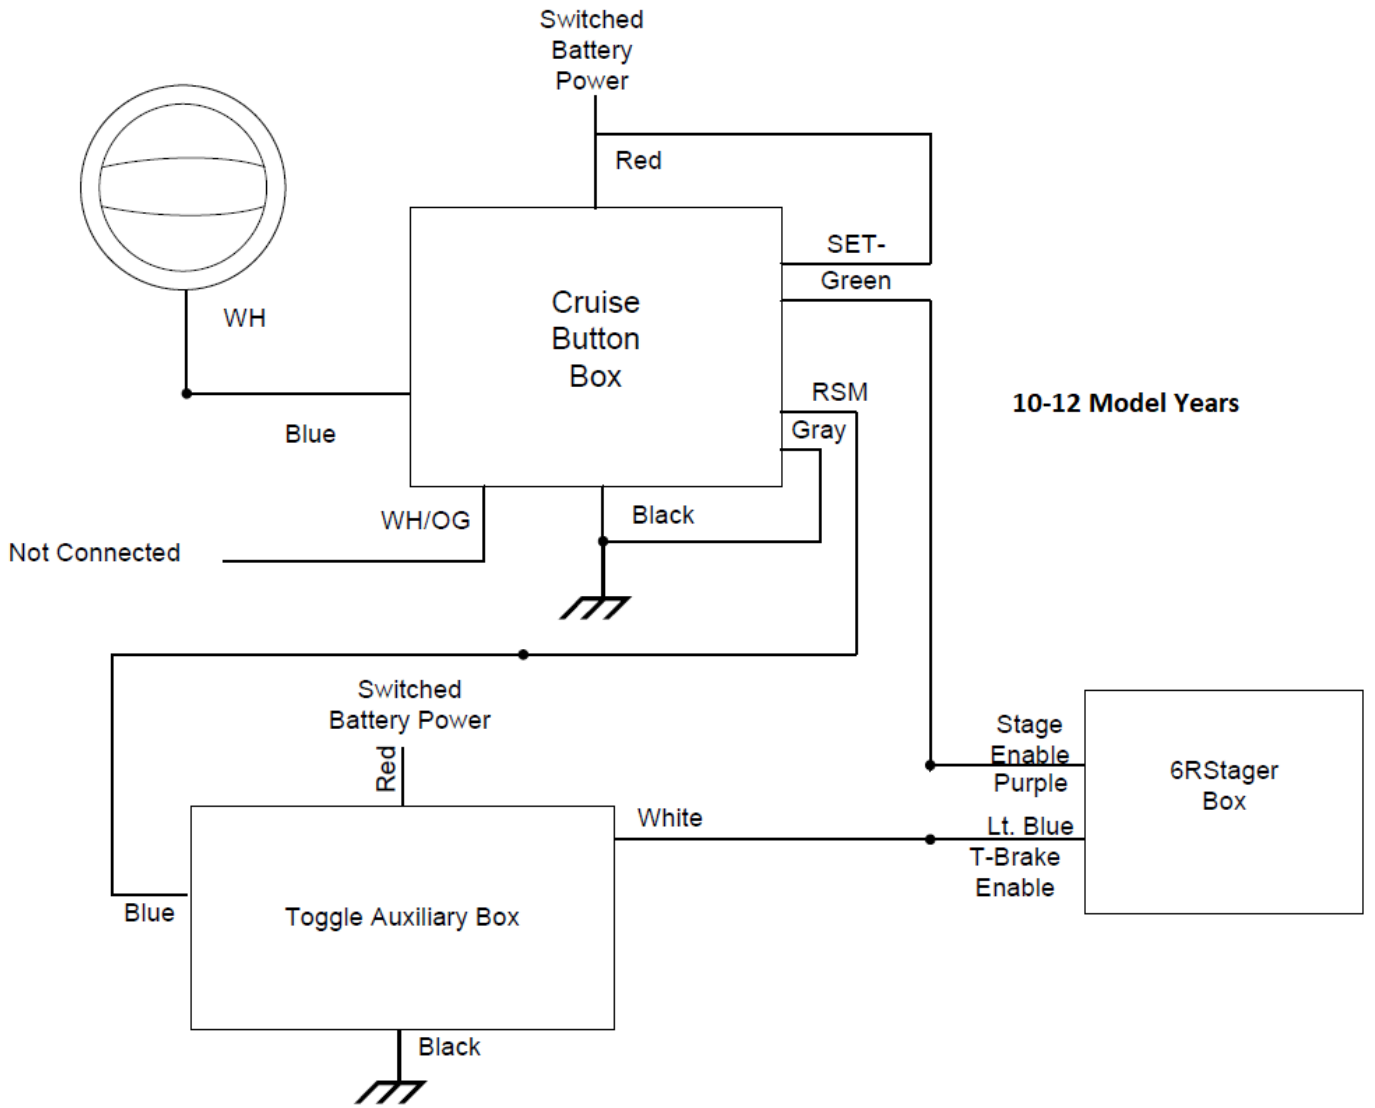 Switched
Battery
Power
Red
SET-
Green
WH
Cruise
Button
Box
RSM
Gray
10-12 Model Years
Blue
WH/OG
Black
Not Connected
Switched
Battery Power
Red
Stage
Enable
Purple
6RStager
Box
White
Lt. Blue
T-Brake
Enable
Blue
Toggle Auxiliary Box
Black